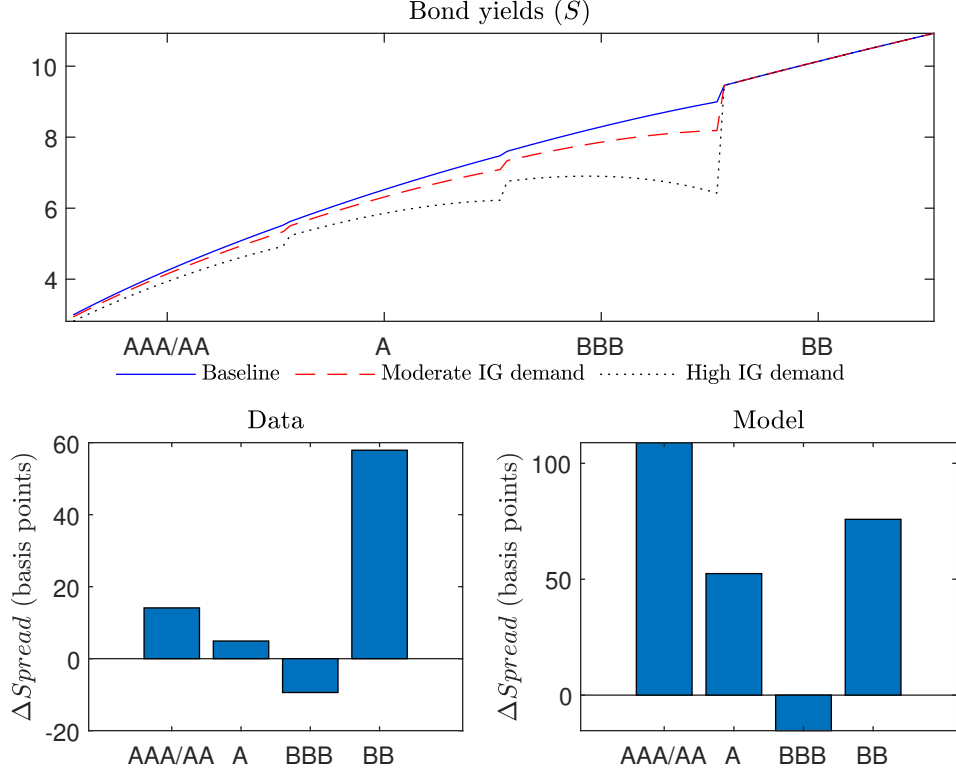 Bond yields (S)
10
8
6
4
AAA/AA A BBB BB
Baseline Moderate IG demand High IG demand
Data
ΔSpread (basis points)
60
40
20
0
-20
AAA/AA A BBB BB
Model
ΔSpread (basis points)
100
50
0
AAA/AA A BBB BB